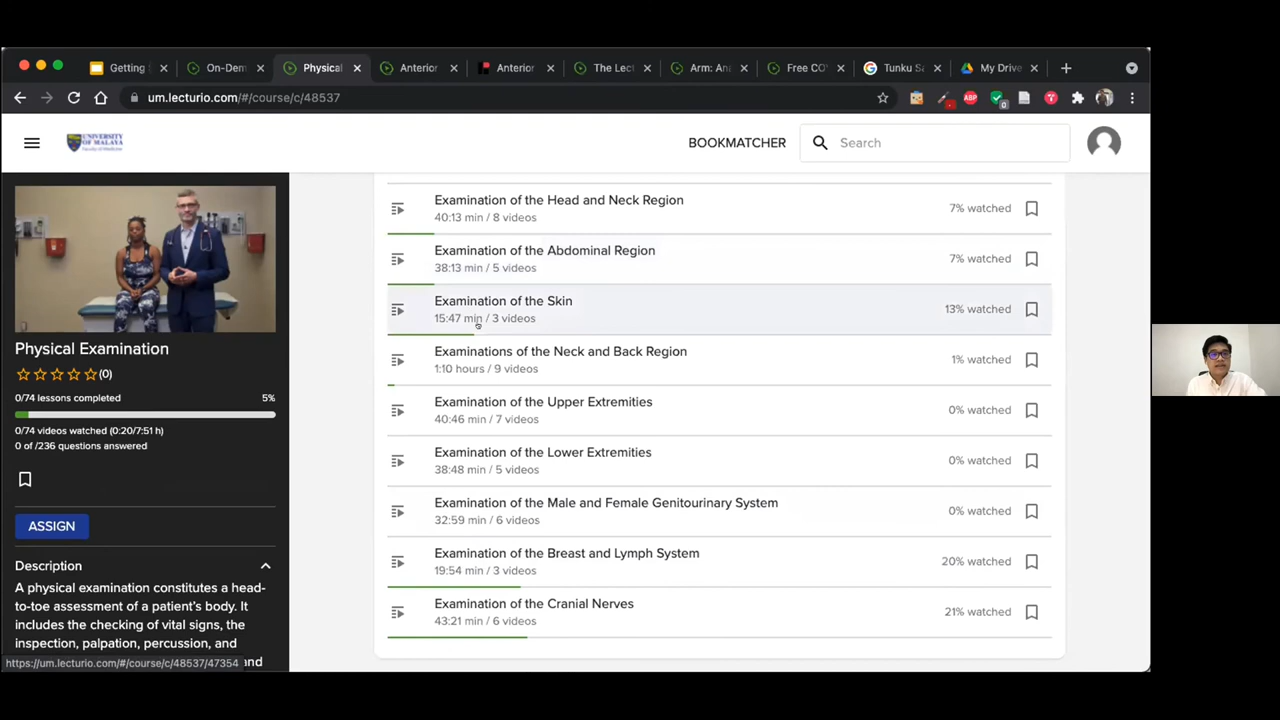 Getting
On-Dem
Physical
Anterior
Anterior
The Lect
Arm: An
Free CO
Tunku Sa
My Drive
um.lecturio.com/#/course/c/48537
ABP
0
UNIVERSITY
OF MALAYA
Faculty of Medicine
BOOKMATCHER
Search
Examination of the Head and Neck Region
40:13 min / 8 videos
7% watched
Examination of the Abdominal Region
38:13 min / 5 videos
7% watched
Examination of the Skin
15:47 min / 3 videos
13% watched
Examinations of the Neck and Back Region
1:10 hours / 9 videos
1% watched
Examination of the Upper Extremities
40:46 min / 7 videos
0% watched
Examination of the Lower Extremities
38:48 min / 5 videos
0% watched
Examination of the Male and Female Genitourinary System
32:59 min / 6 videos
0% watched
Examination of the Breast and Lymph System
19:54 min / 3 videos
20% watched
Examination of the Cranial Nerves
43:21 min / 6 videos
21% watched
Physical Examination
(0)
0/74 lessons completed
5%
0/74 videos watched (0:20/7:51 h)
0 of /236 questions answered
ASSIGN
Description
A physical examination constitutes a head-
to-toe assessment of a patient's body. It
includes the checking of vital signs, the
inspection, palpation, percussion, and
and
https://um.lecturio.com/#/course/c/48537/47354